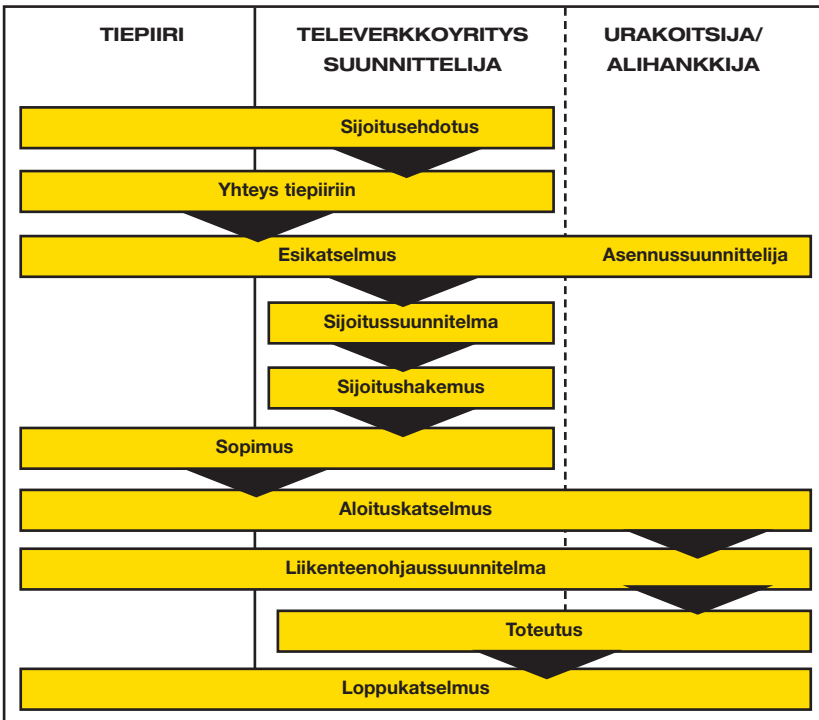 TIEPIIRI
TELEVERKKOYRITYS
SUUNNITTELIJA
URAKOITSIJA/
ALIHANKKIJA
Sijoitusehdotus
Yhteys tiepiiriin
Esikatselmus
Asennussuunnittelija
Sijoitussuunnitelma
Sijoitushakemus
Sopimus
Aloituskatselmus
Liikenteenohjaussuunnitelma
Toteutus
Loppukatselmus